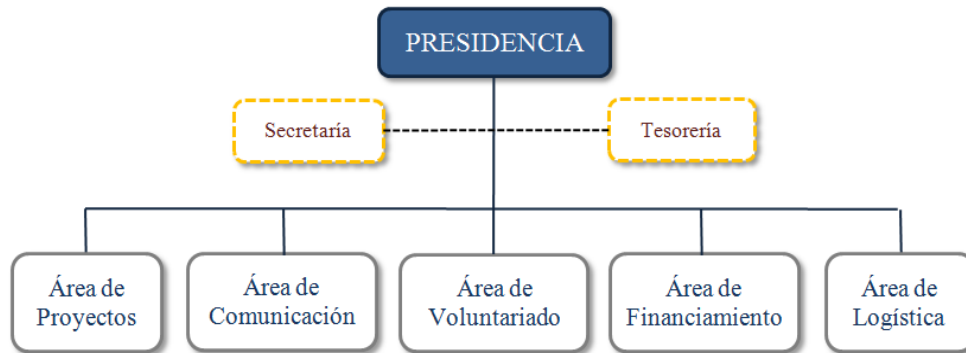 PRESIDENCIA
Secretaría
Tesorería
Área de
Proyectos
Área de
Comunicación
Área de
Voluntariado
Área de
Financiamiento
Área de
Logística